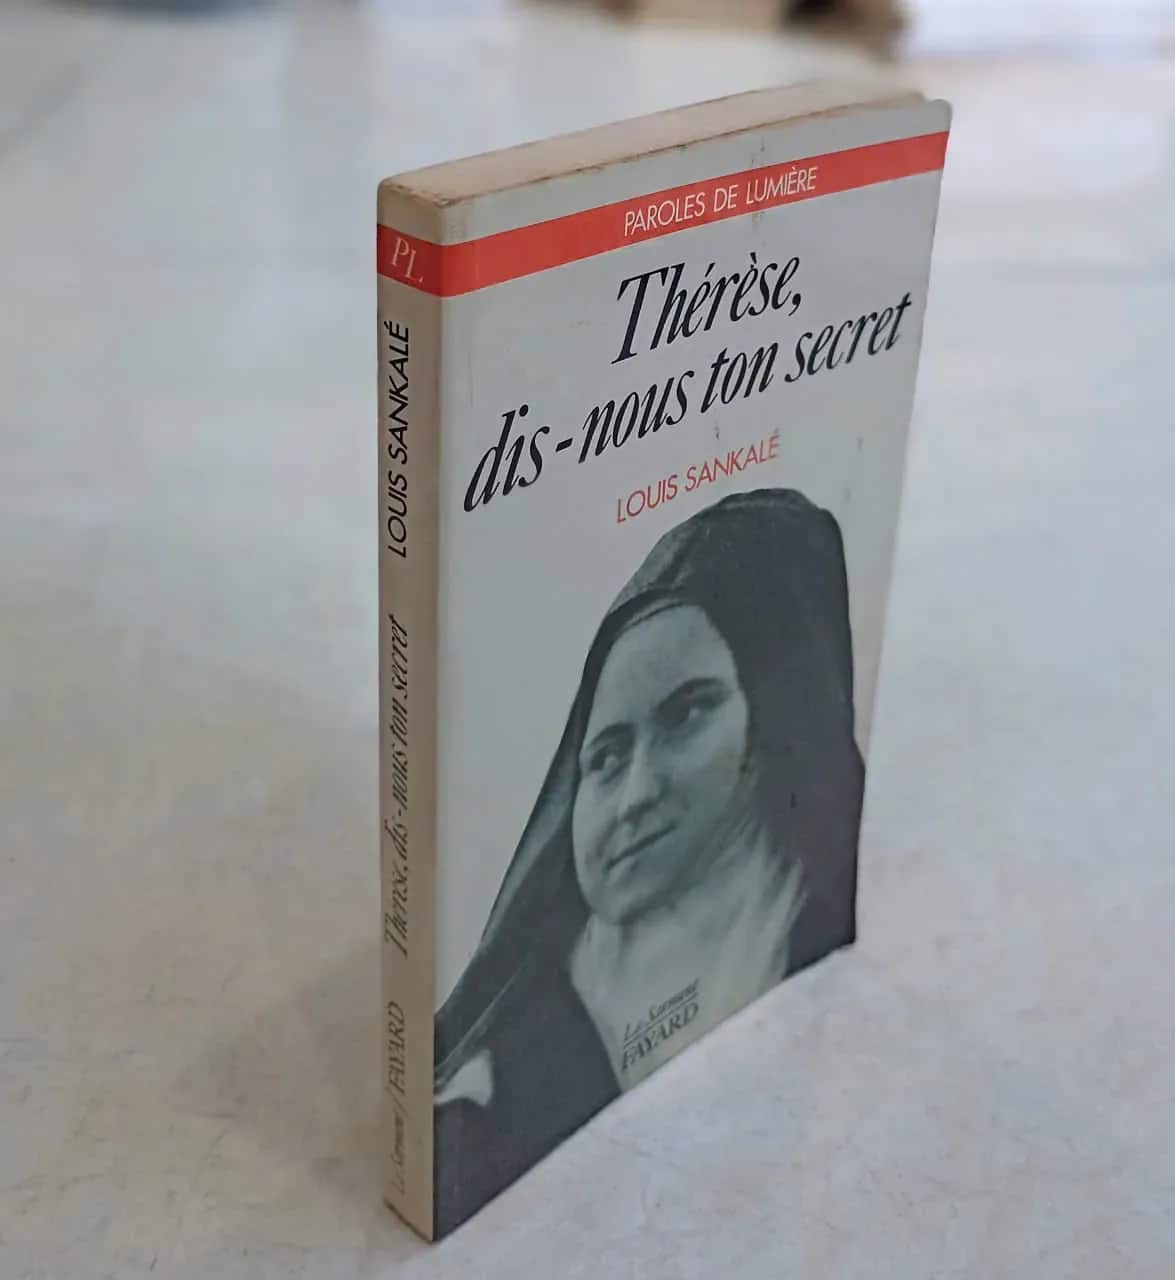 PAROLES DE LUMIÈRE
Thérèse,
dis-nous ton secret
LOUIS SANKALÉ
Le Sarment
FAYARD
PL
LOUIS SANKALÉ
Thérèse, dis-nous ton secret
Le Sarment / FAYARD